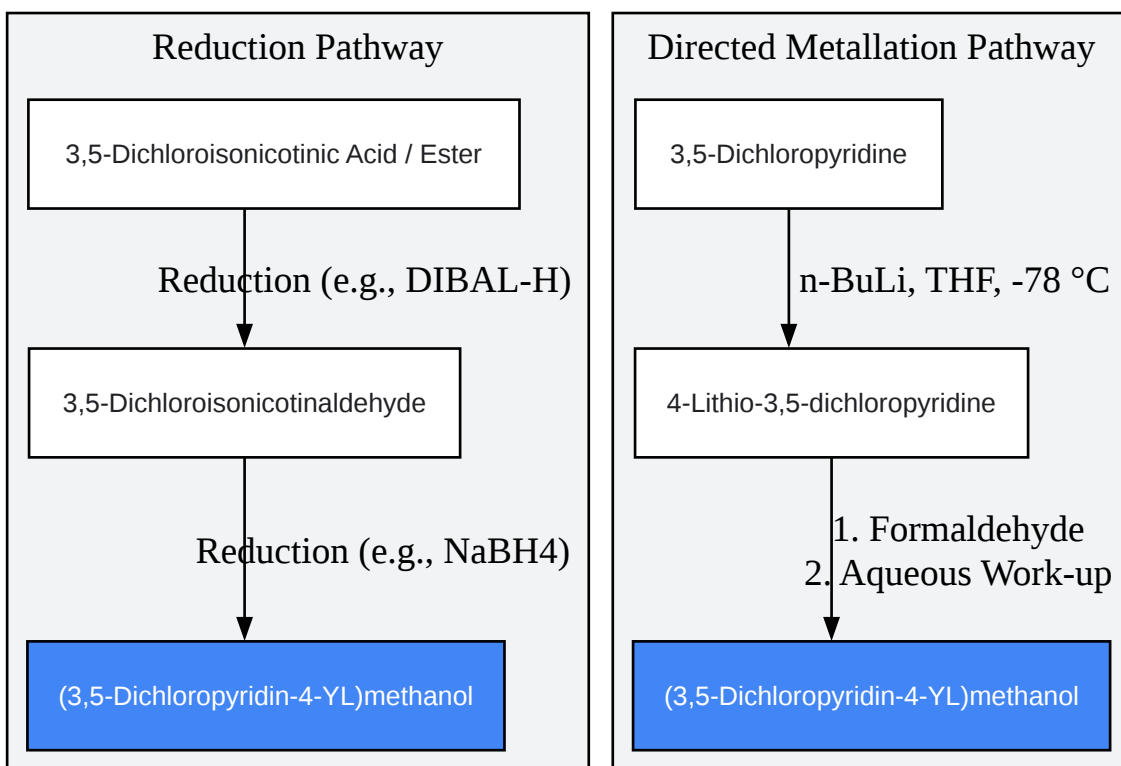 Reduction Pathway
3,5-Dichloroisonicotinic Acid / Ester
Reduction (e.g., DIBAL-H)
3,5-Dichloroisonicotinaldehyde
Reduction (e.g., NaBH4)
(3,5-Dichloropyridin-4-YL)methanol
Directed Metallation Pathway
3,5-Dichloropyridine
n-BuLi, THF, -78 °C
4-Lithio-3,5-dichloropyridine
1. Formaldehyde
2. Aqueous Work-up
(3,5-Dichloropyridin-4-YL)methanol